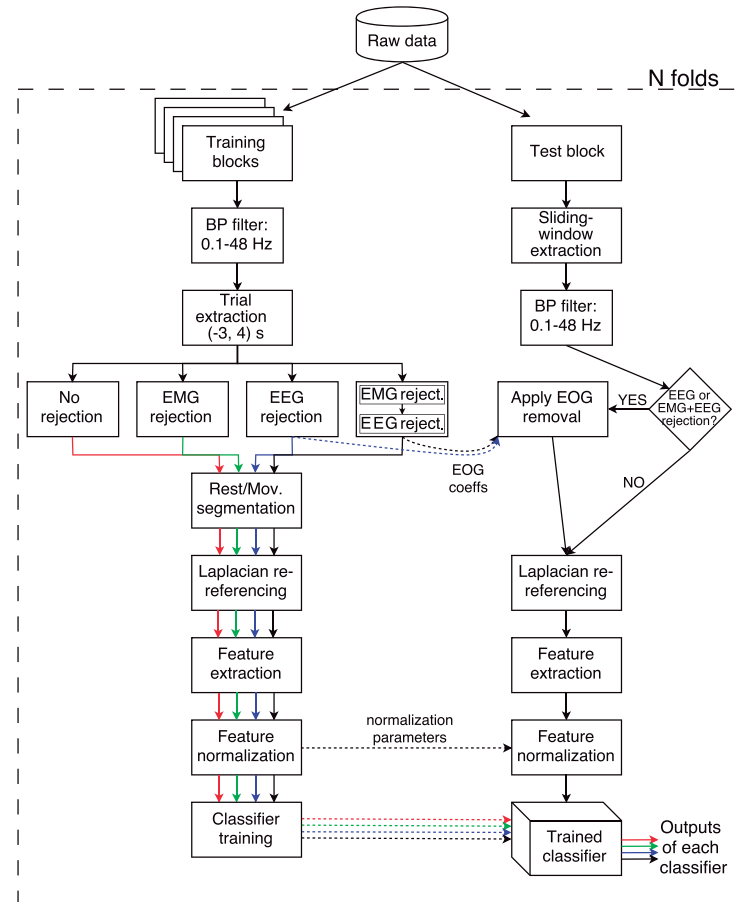 Raw data
N folds
Training
blocks
Test block
BP filter:
0.1-48 Hz
Sliding-
window
extraction
Trial
extraction
(-3, 4) s
BP filter:
0.1-48 Hz
No
rejection
EMG
rejection
EEG
rejection
EMG reject.
EEG reject.
Apply EOG
removal
YES
EEG or
EMG+EEG
rejection?
EOG
coeffs
NO
Rest/Mov.
segmentation
Laplacian re-
referencing
Laplacian re-
referencing
Feature
extraction
Feature
extraction
normalization
parameters
Feature
normalization
Feature
normalization
Classifier
training
Trained
classifier
Outputs
of each
classifier